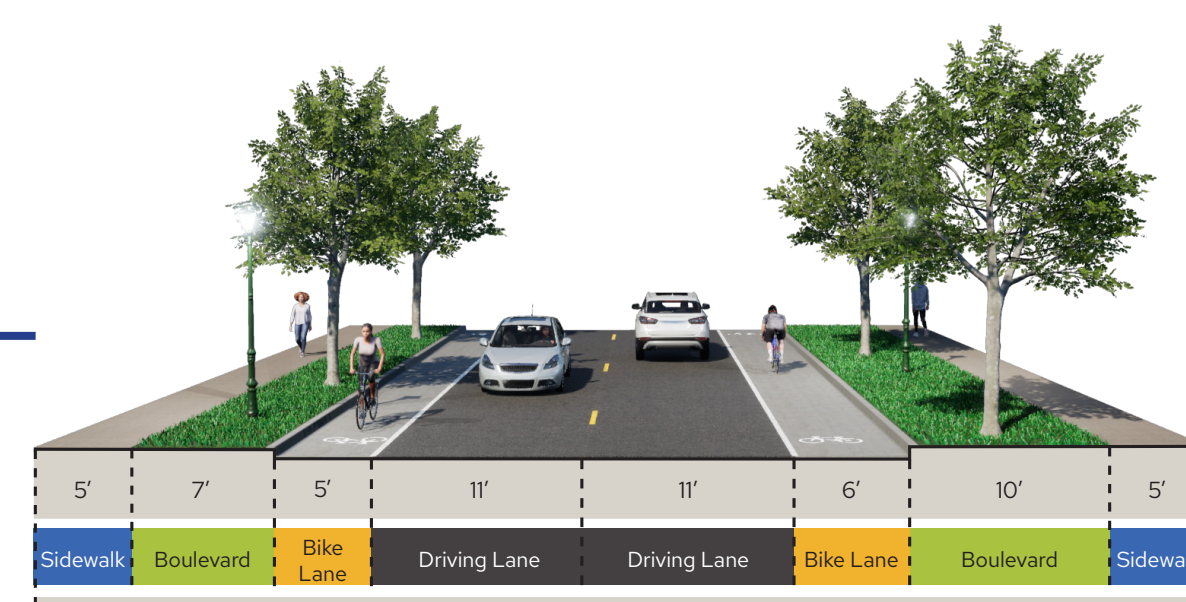 5′ 7′ 5′ 11′ 11′ 6′ 10′ 5′
Sidewalk Boulevard Bike Lane Driving Lane Driving Lane Bike Lane Boulevard Sidewa